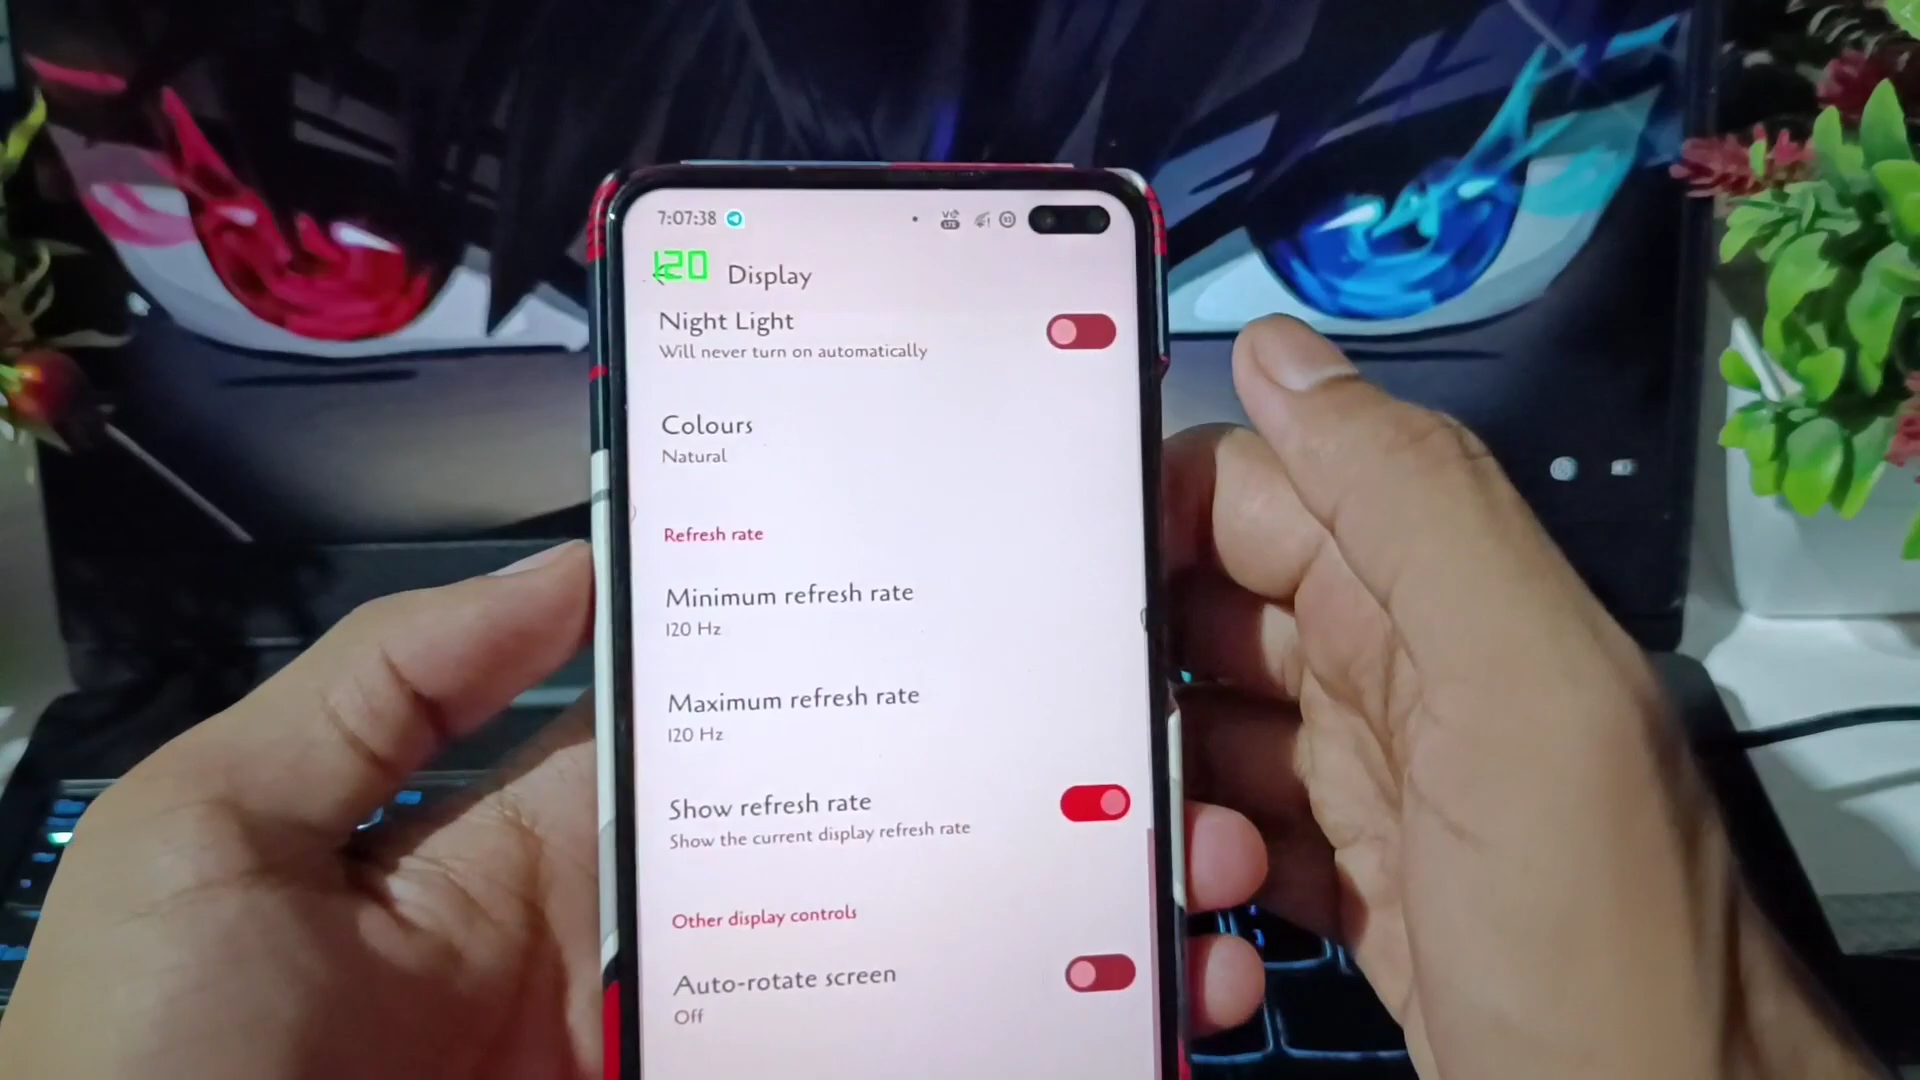 7:07:38
120
Display
Night Light
Will never turn on automatically
Colours
Natural
Refresh rate
Minimum refresh rate
120 Hz
Maximum refresh rate
120 Hz
Show refresh rate
Show the current display refresh rate
Other display controls
Auto-rotate screen
Off